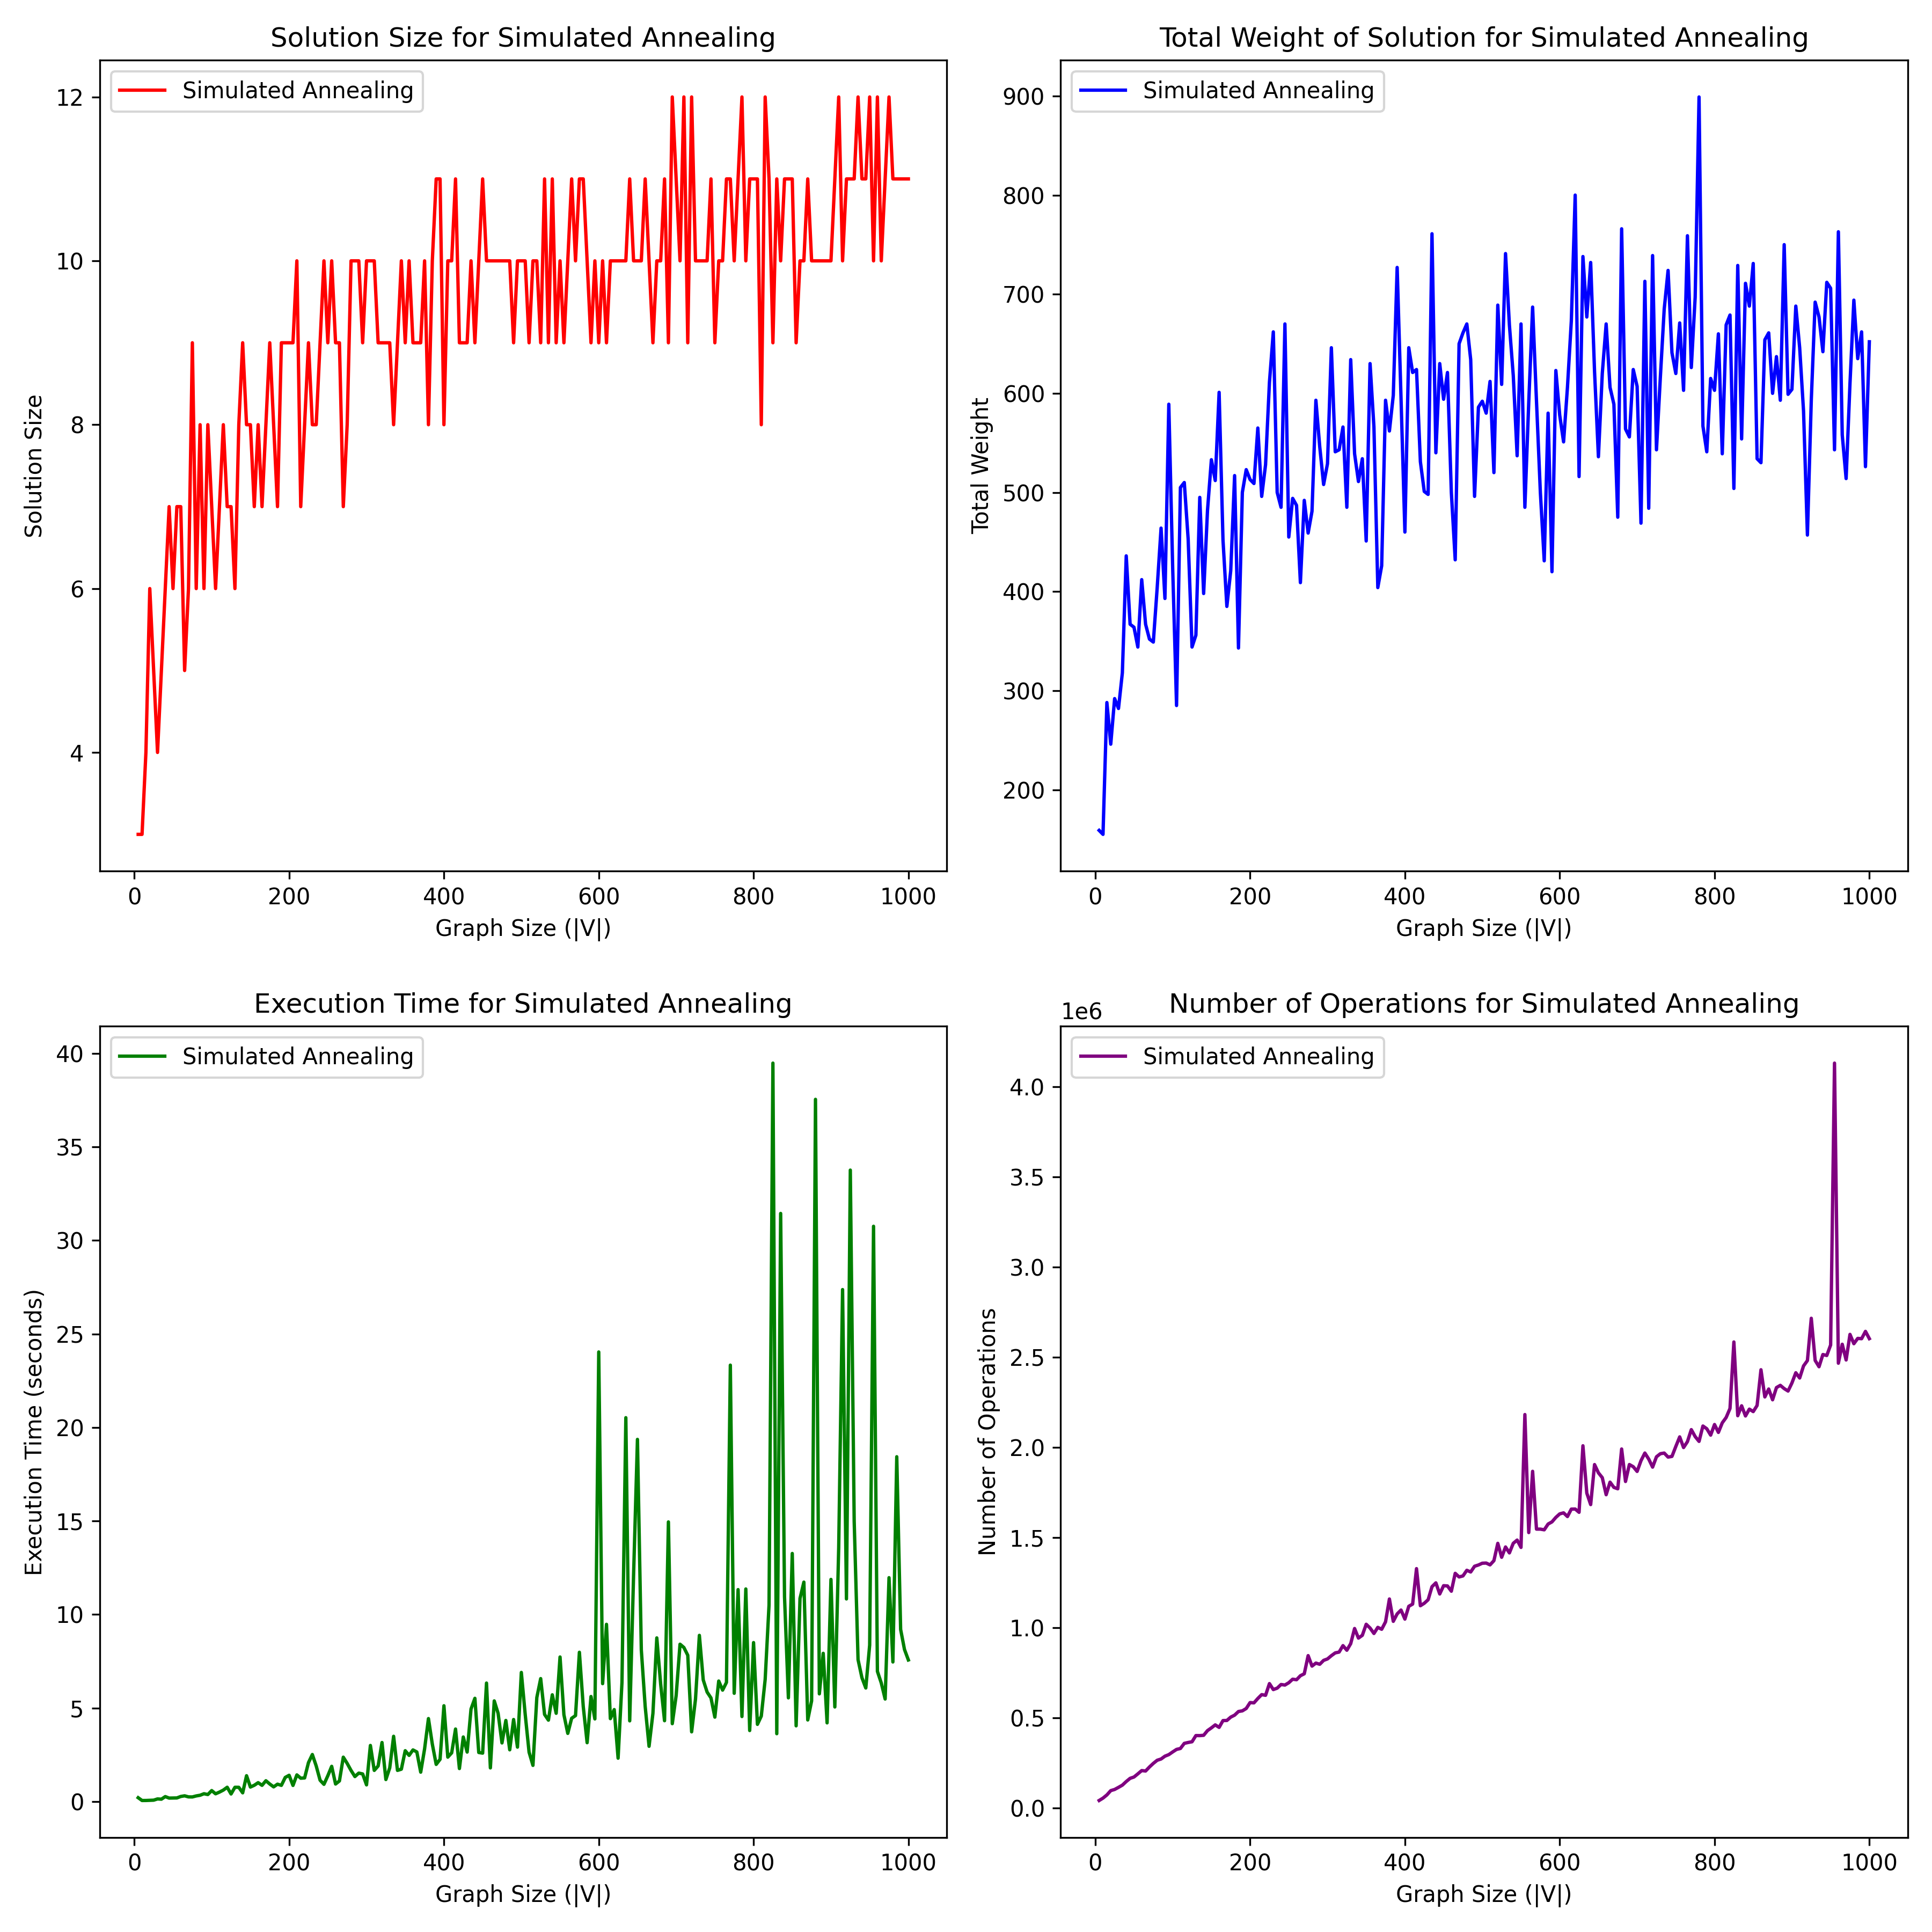 Solution Size for Simulated Annealing
Simulated Annealing
12
10
8
6
4
Solution Size
0 200 400 600 800 1000
Graph Size (|V|)
Total Weight of Solution for Simulated Annealing
Simulated Annealing
900
800
700
600
500
400
300
200
Total Weight
0 200 400 600 800 1000
Graph Size (|V|)
Execution Time for Simulated Annealing
Simulated Annealing
40
35
30
25
20
15
10
5
0
Execution Time (seconds)
0 200 400 600 800 1000
Graph Size (|V|)
Number of Operations for Simulated Annealing
1e6
Simulated Annealing
4.0
3.5
3.0
2.5
2.0
1.5
1.0
0.5
0.0
Number of Operations
0 200 400 600 800 1000
Graph Size (|V|)